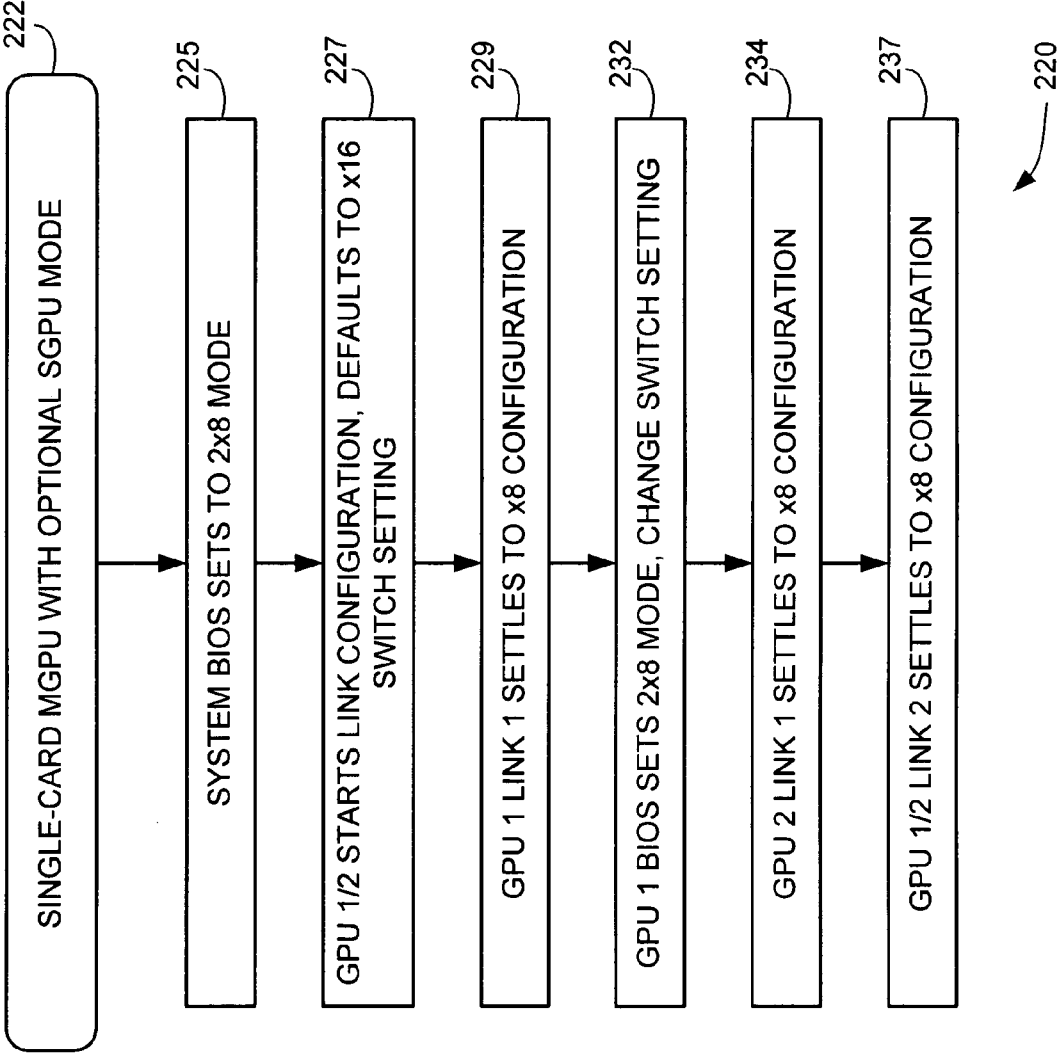 222
SINGLE-CARD MGPU WITH OPTIONAL SGPU MODE
225
SYSTEM BIOS SETS TO 2x8 MODE
227
GPU 1/2 STARTS LINK CONFIGURATION, DEFAULTS TO x16
SWITCH SETTING
229
GPU 1 LINK 1 SETTLES TO x8 CONFIGURATION
232
GPU 1 BIOS SETS 2x8 MODE, CHANGE SWITCH SETTING
234
GPU 2 LINK 1 SETTLES TO x8 CONFIGURATION
237
GPU 1/2 LINK 2 SETTLES TO x8 CONFIGURATION
220